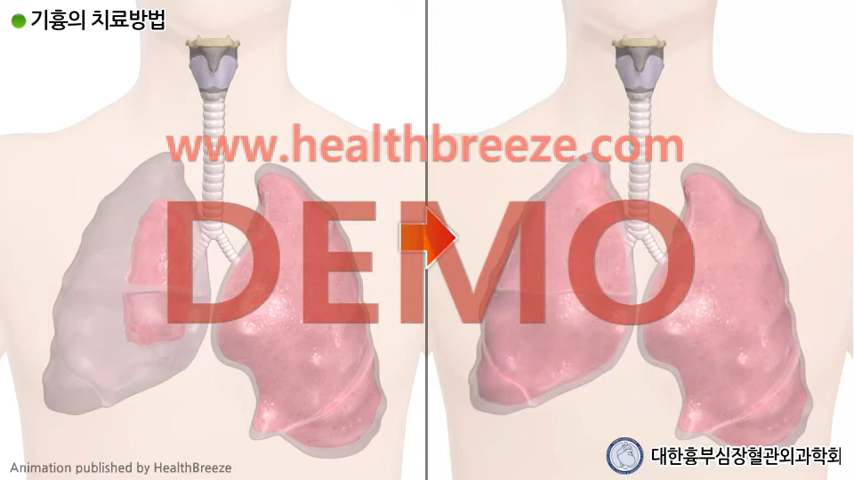 기흉의 치료방법
www.healthbreeze.com
DEMO
Animation published by HealthBreeze
대한흉부심장혈관외과학회